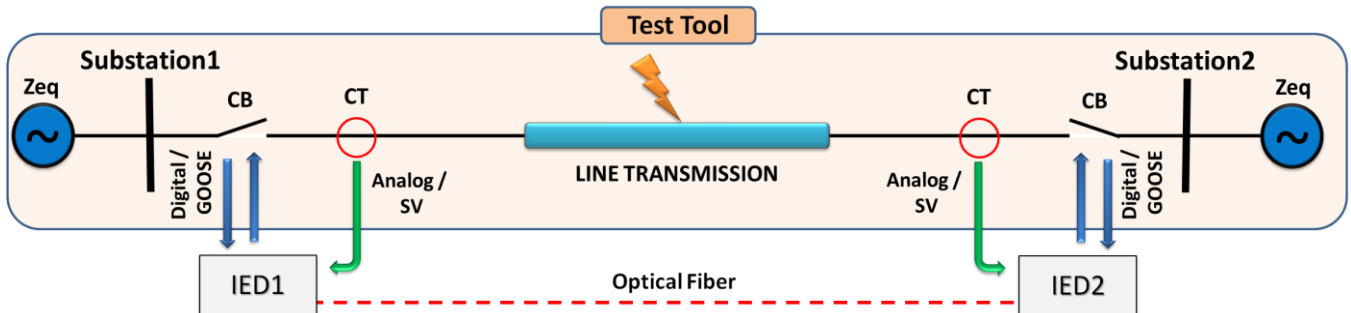 Test Tool
Substation1
Substation2
Zeq
CB
CT
CT
CB
Zeq
LINE TRANSMISSION
Digital /
GOOSE
Analog /
SV
Analog /
SV
Digital /
GOOSE
IED1
Optical Fiber
IED2